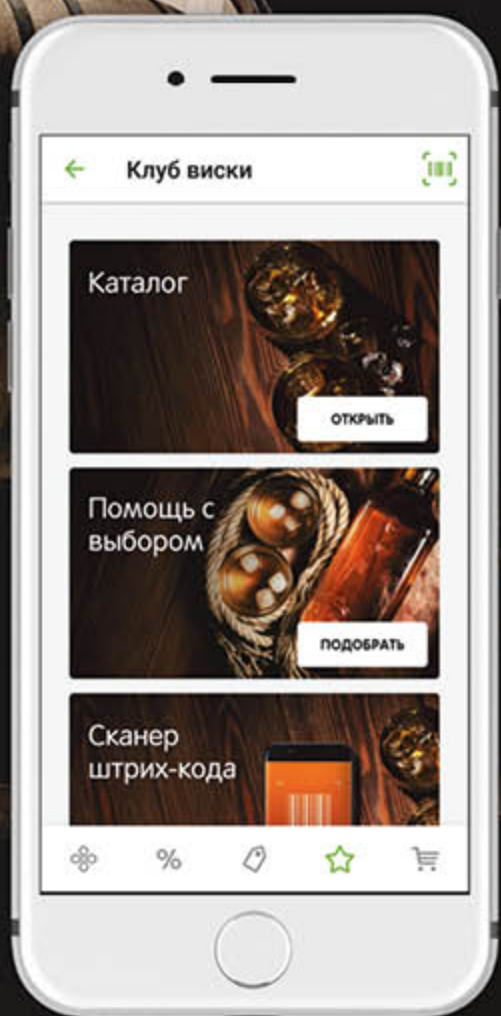 Клуб виски
Каталог
ОТКРЫТЬ
Помощь с
выбором
ПОДОБРАТЬ
Сканер
штрих-кода
%